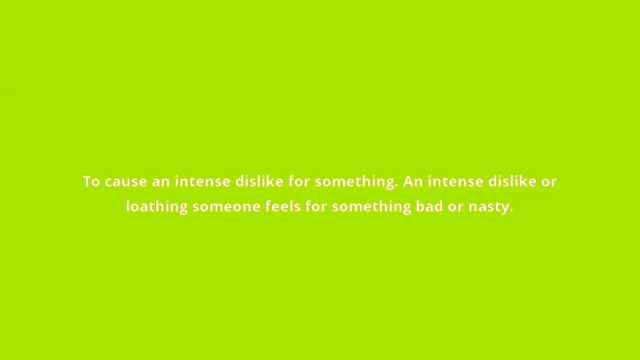 To cause an intense dislike for something. An intense dislike or
loathing someone feels for something bad or nasty.